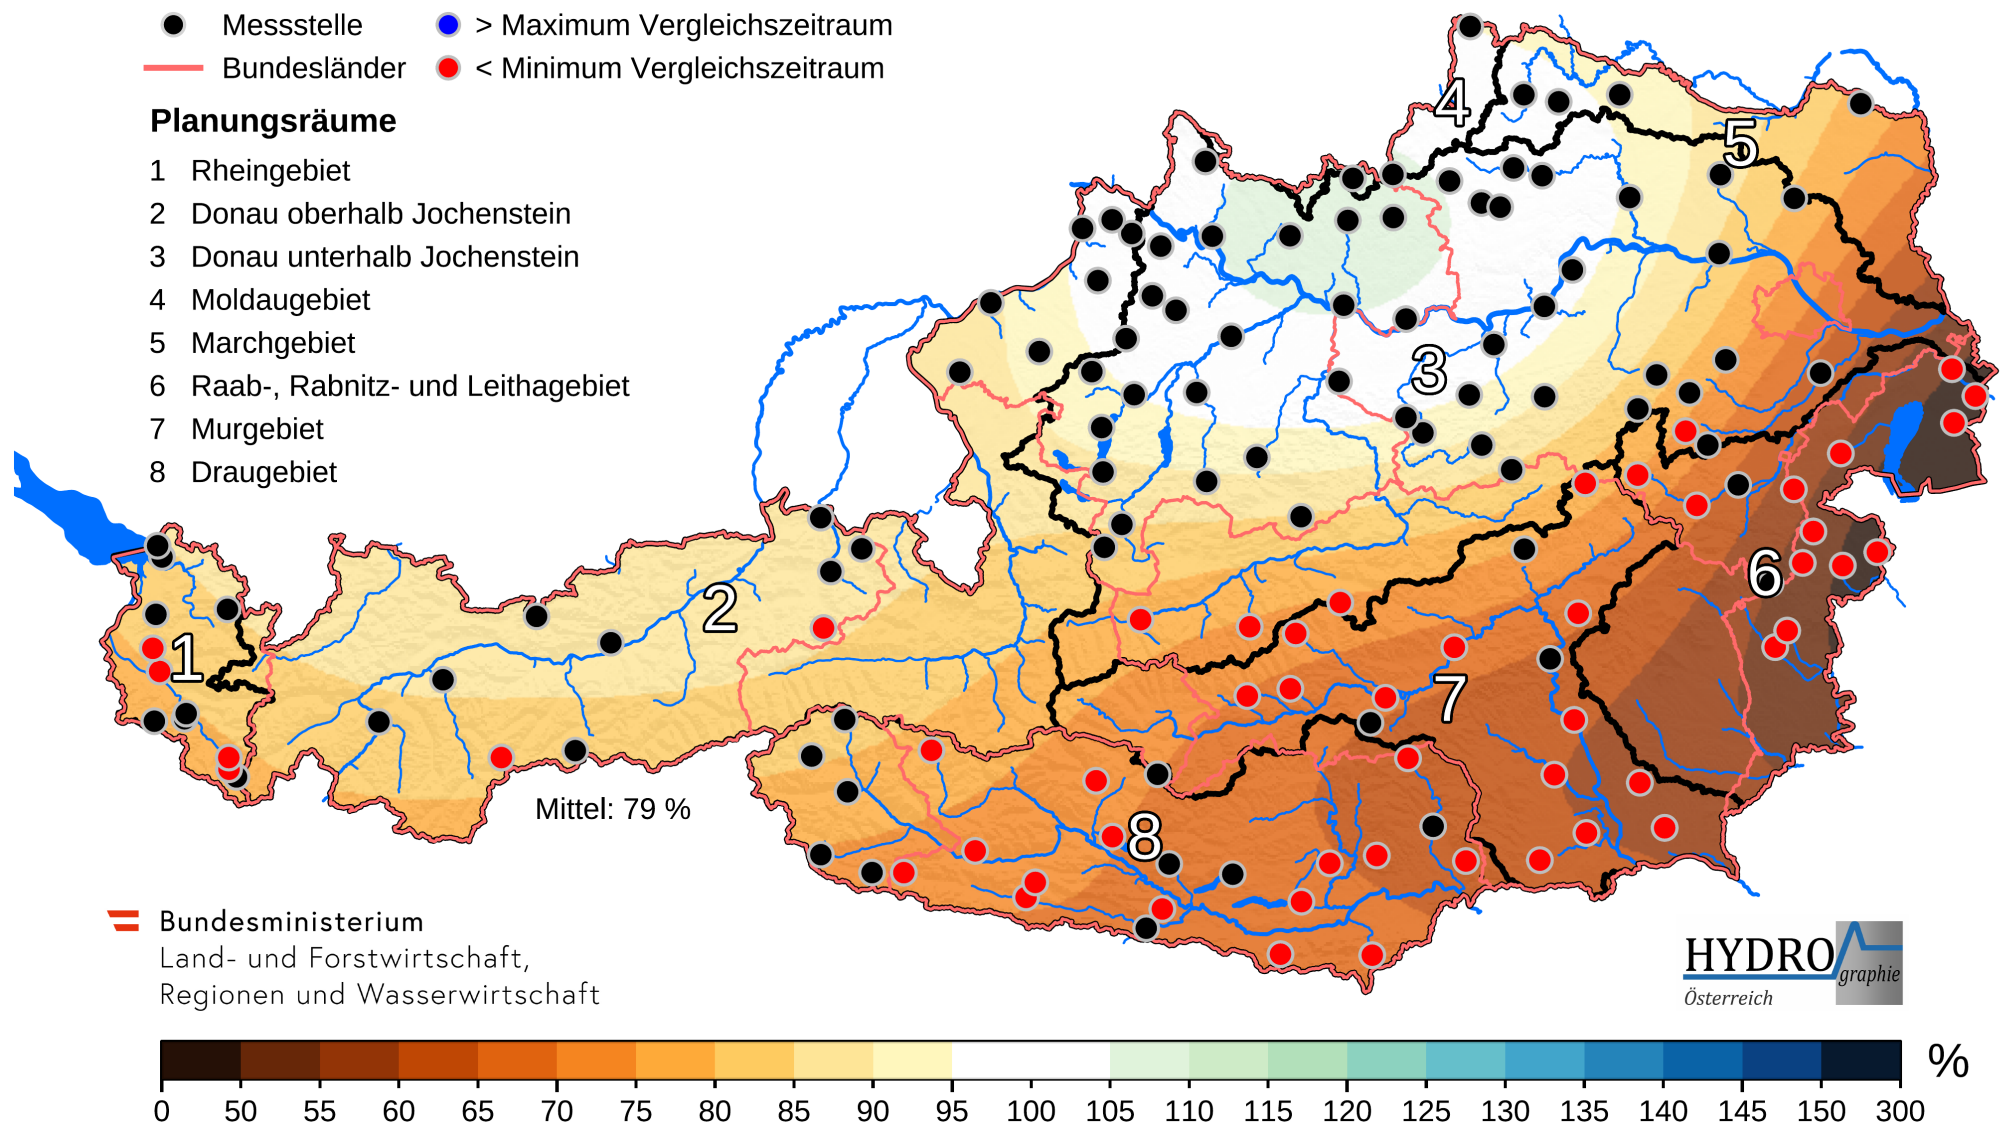 Messstelle
> Maximum Vergleichszeitraum
Bundesländer
< Minimum Vergleichszeitraum
Planungsräume
1 Rheingebiet
2 Donau oberhalb Jochenstein
3 Donau unterhalb Jochenstein
4 Moldaugebiet
5 Marchgebiet
6 Raab-, Rabnitz- und Leithagebiet
7 Murgebiet
8 Draugebiet
4
5
3
6
2
1
7
8
Mittel: 79 %
Bundesministerium
Land- und Forstwirtschaft,
Regionen und Wasserwirtschaft
HYDRO
graphie
Österreich
%
0 50 55 60 65 70 75 80 85 90 95 100 105 110 115 120 125 130 135 140 145 150 300